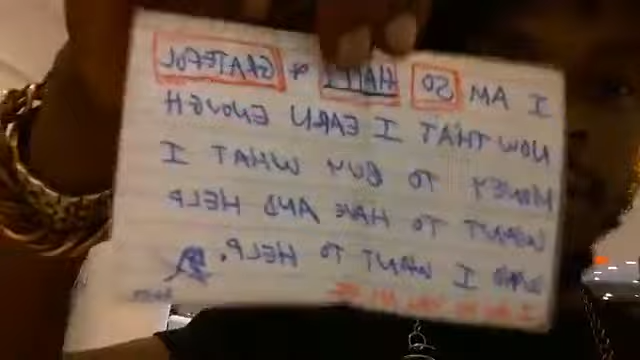 I AM SO HAPPY & GRATEFUL
NOW THAT I EARN ENOUGH
MONEY TO BUY WHAT I
WANT TO HAVE AND HELP
WHO I WANT TO HELP.